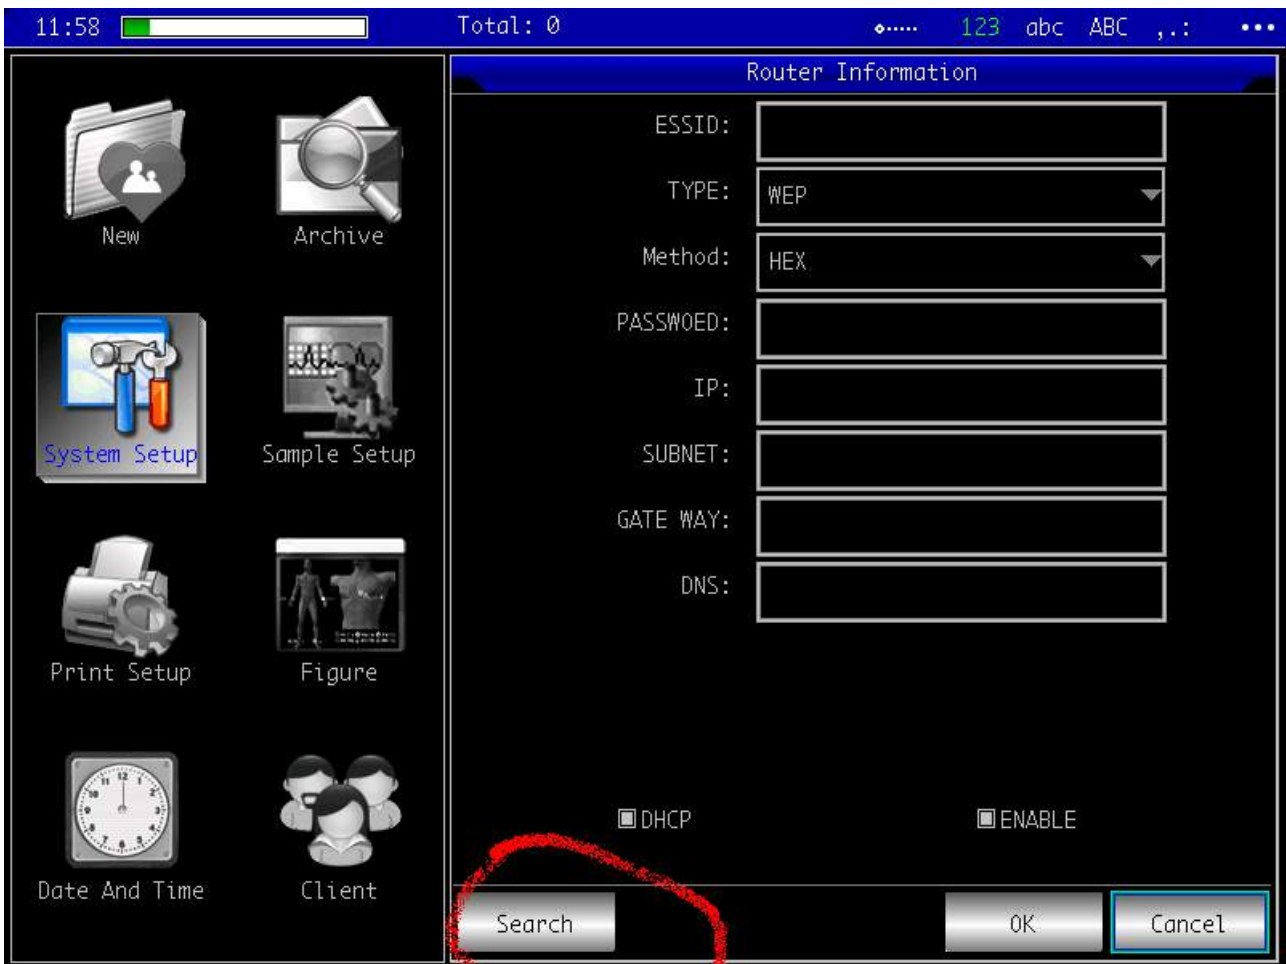 11:58 Total: 0 123 abc ABC ,.:
Router Information
ESSID:
TYPE: WEP
Method: HEX
PASSWOED:
IP:
SUBNET:
GATE WAY:
DNS:
DHCP ENABLE
Search OK Cancel
New Archive
System Setup Sample Setup
Print Setup Figure
Date And Time Client